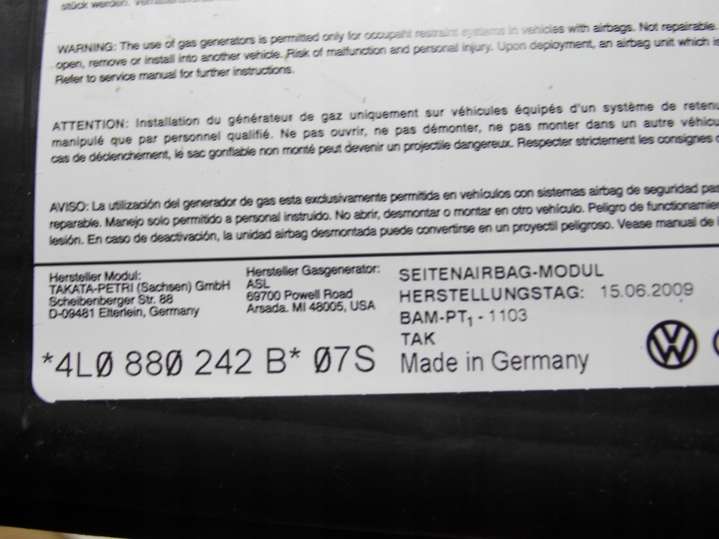 stück werden.
WARNING: The use of gas generators is permitted only for occupant restraint systems in vehicles with airbags. Not repairable.
open, remove or install into another vehicle. Risk of malfunction and personal injury. Upon deployment, an airbag unit which is
Refer to service manual for further instructions.
ATTENTION: Installation du générateur de gaz uniquement sur véhicules équipés d'un système de retenu
manipulé que par personnel qualifié. Ne pas ouvrir, ne pas démonter, ne pas monter dans un autre véhicu
cas de déclenchement, le sac gonflable non monté peut devenir un projectile dangereux. Respecter strictement les consignes
AVISO: La utilización del generador de gas esta exclusivamente permitida en vehículos con sistemas airbag de seguridad pas
reparable. Manejo solo permitido a personal instruido. No abrir, desmontar o montar en otro vehículo. Peligro de funcionamie
lesión. En caso de deactivación, la unidad airbag desmontada puede convertirse en un proyectil peligroso. Vease manual de
Hersteller Modul:
TAKATA-PETRI (Sachsen) GmbH
Scheibenberger Str. 88
D-09481 Elterlein, Germany
Hersteller Gasgenerator:
ASL
69700 Powell Road
Arsada. MI 48005, USA
SEITENAIRBAG-MODUL
HERSTELLUNGSTAG: 15.06.2009
BAM-PT1 - 1103
TAK
Made in Germany
*4L0 880 242 B* 07S